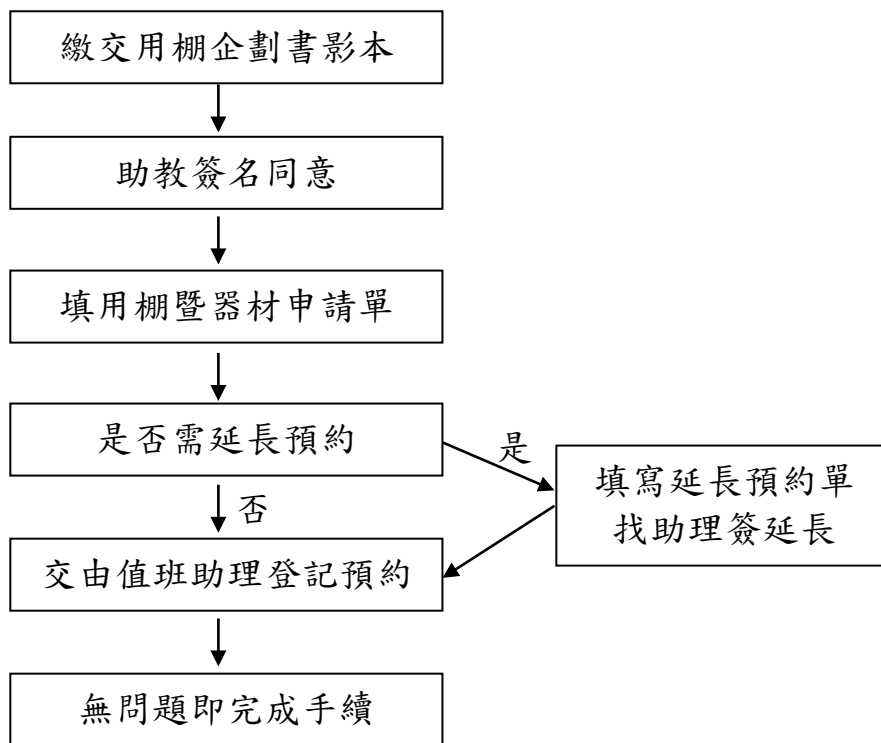 繳交用棚企劃書影本
助教簽名同意
填用棚暨器材申請單
是否需延長預約
是
填寫延長預約單
找助理簽延長
否
交由值班助理登記預約
無問題即完成手續